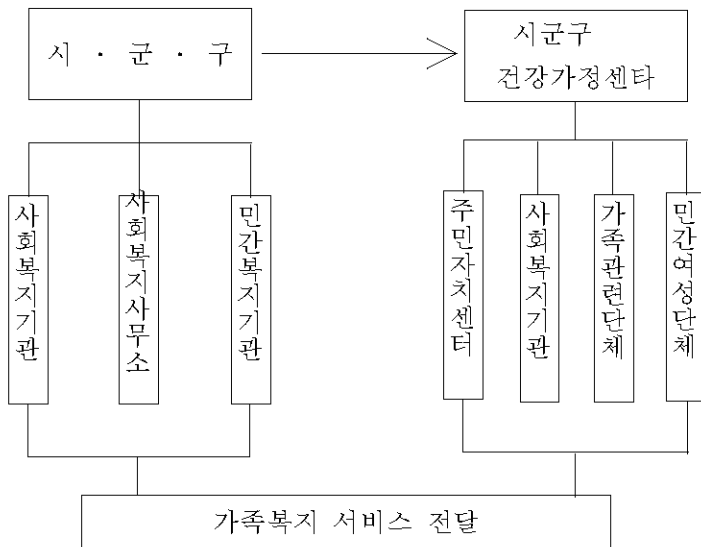 시 · 군 · 구
시군구
건강가정센타
사회복지기관
사회복지사무소
민간복지기관
주민자치센터
사회복지기관
가족관련단체
민간여성단체
가족복지 서비스 전달